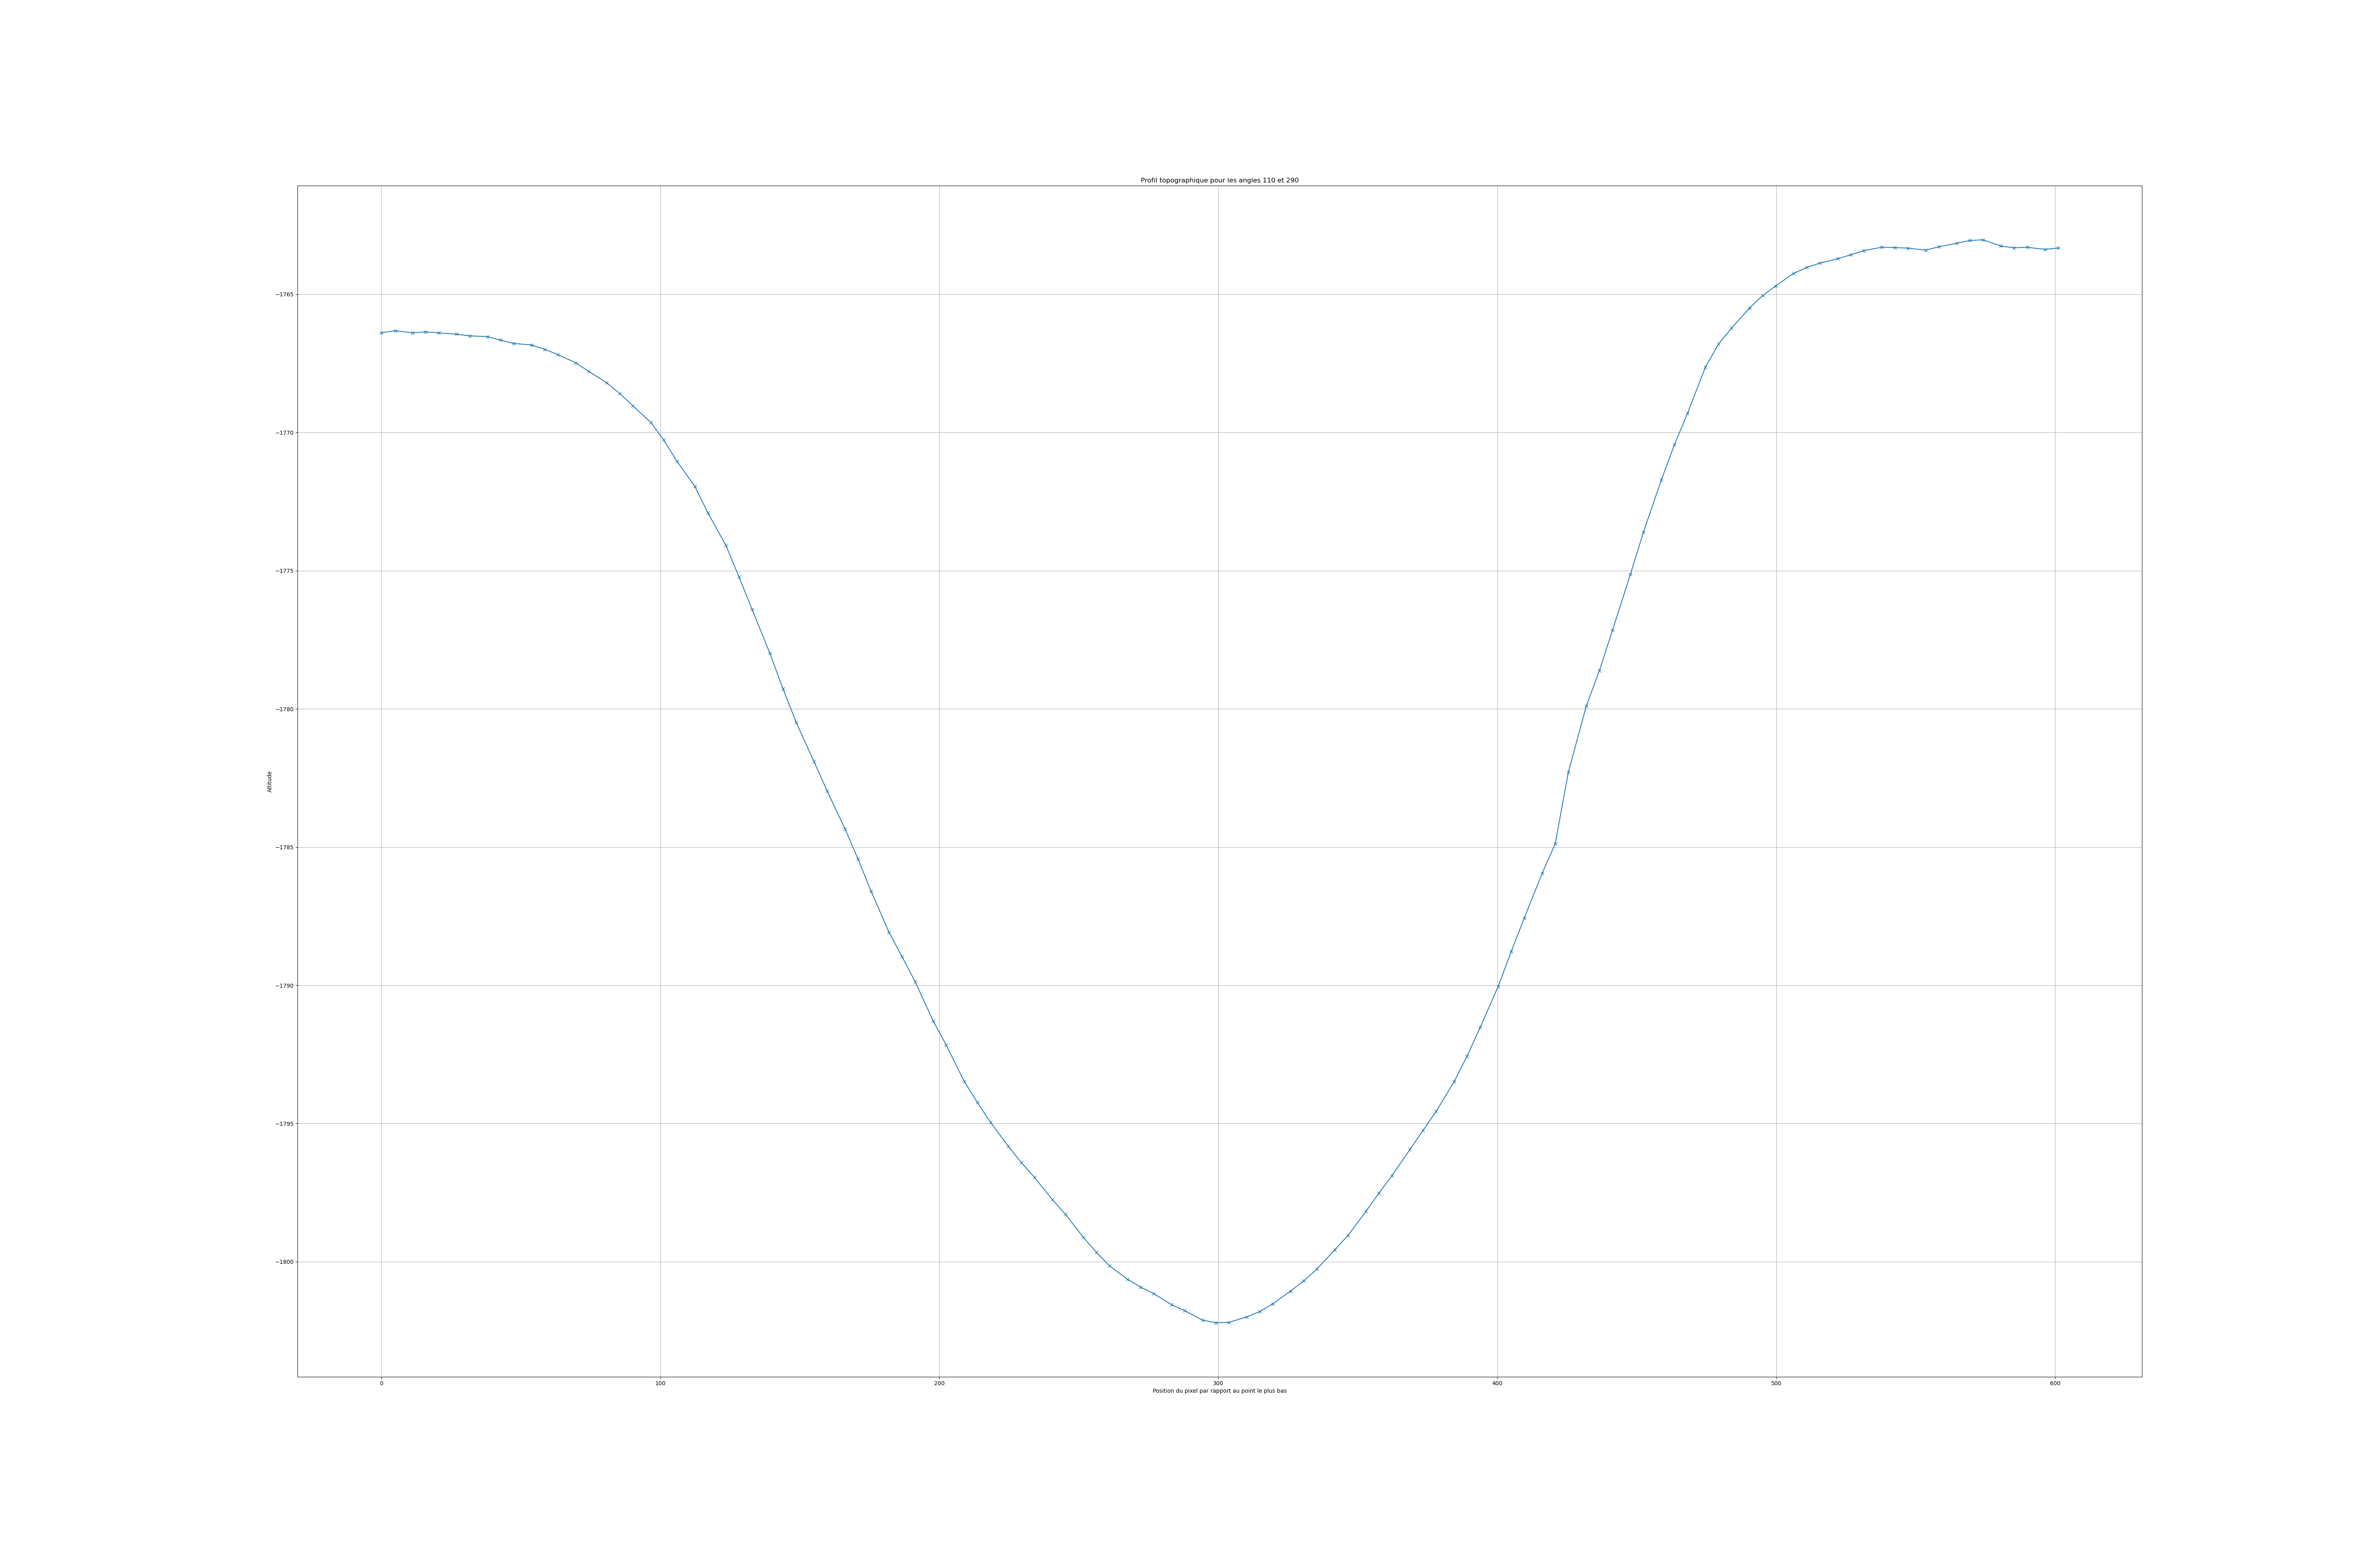 Profil topographique pour les angles 110 et 290
Altitude
−1765
−1770
−1775
−1780
−1785
−1790
−1795
−1800
0 100 200 300 400 500 600
Position du pixel par rapport au point le plus bas